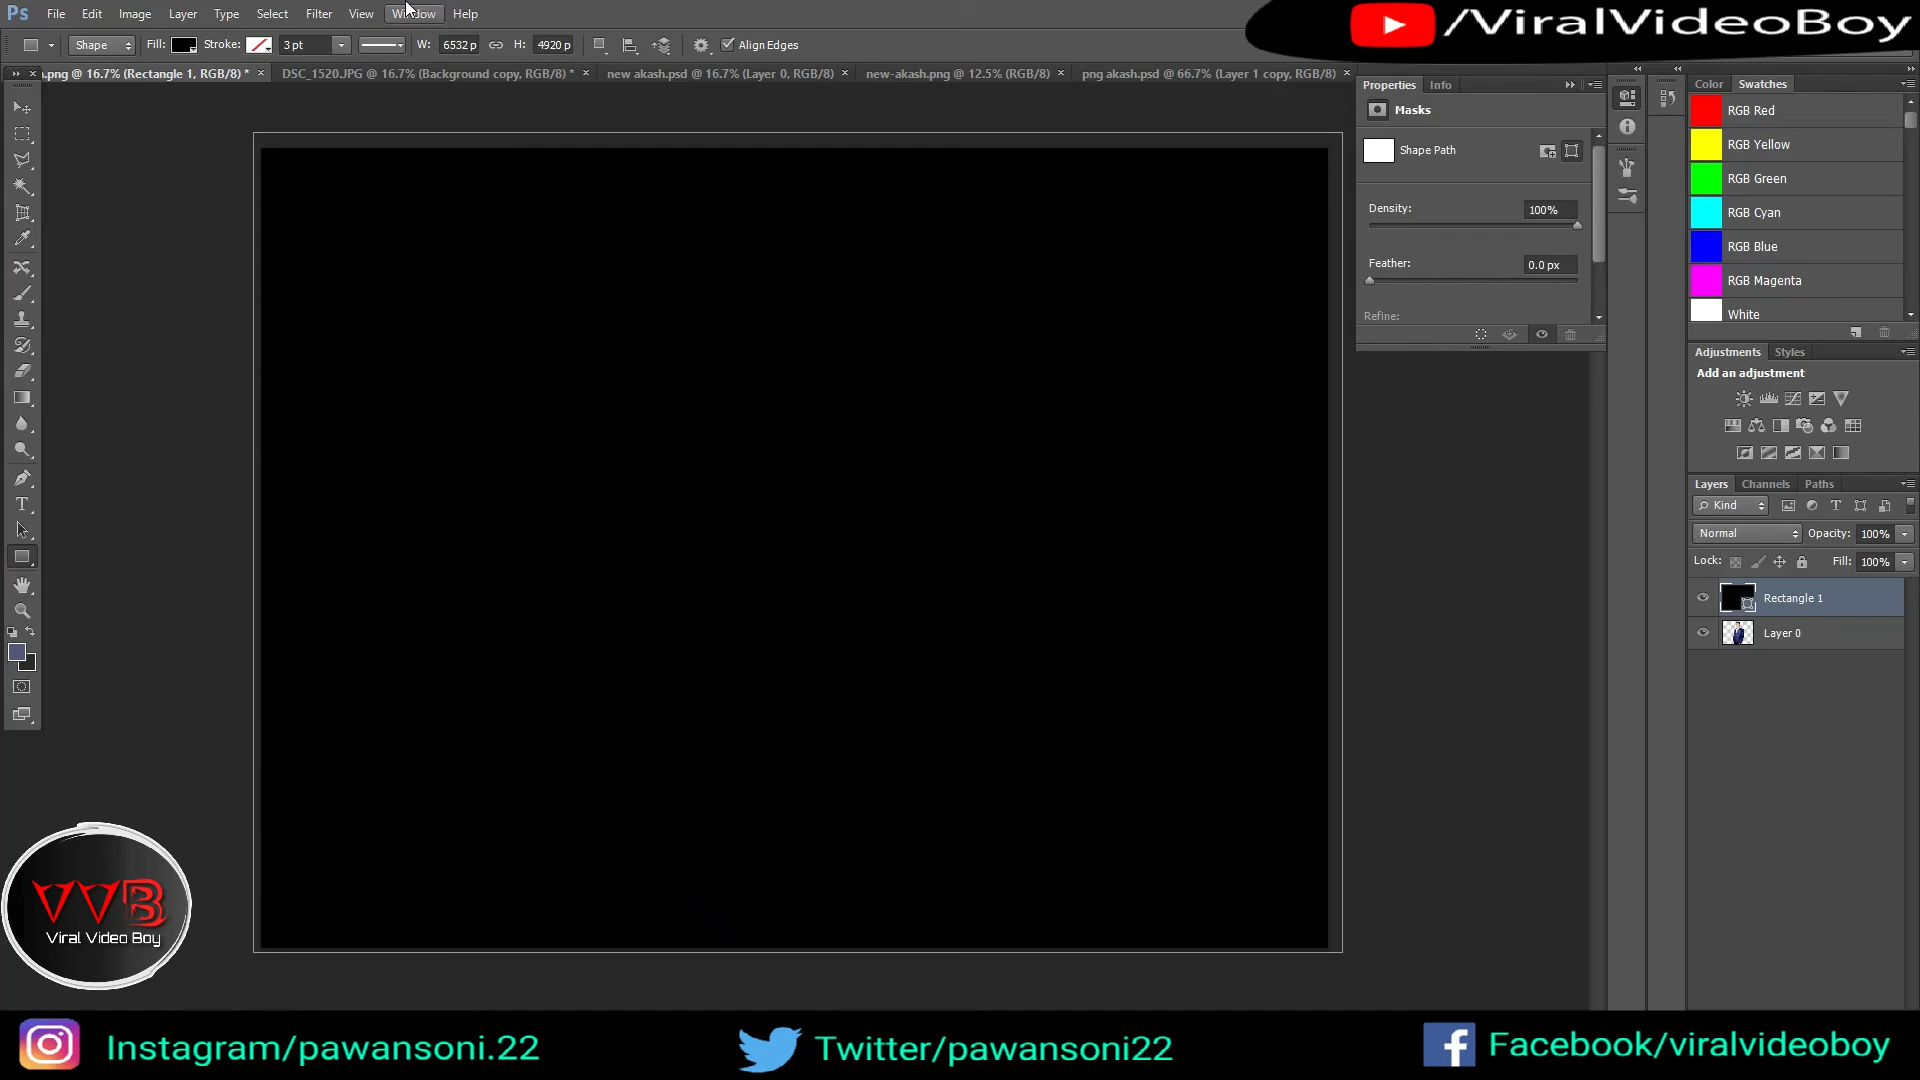 Ps File Edit Image Layer Type Select Filter View Window Help
/ViralVideoBoy
Shape Fill: Stroke: 3 pt W: 6532 p H: 4920 p Align Edges
.png @ 16.7% (Rectangle 1, RGB/8) * × DSC_1520.JPG @ 16.7% (Background copy, RGB/8) * × new akash.psd @ 16.7% (Layer 0, RGB/8) × new-akash.png @ 12.5% (RGB/8) × png akash.psd @ 66.7% (Layer 1 copy, RGB/8) ×
Properties Info
Masks
Shape Path
Density: 100%
Feather: 0.0 px
Refine:
Color Swatches
RGB Red
RGB Yellow
RGB Green
RGB Cyan
RGB Blue
RGB Magenta
White
Adjustments Styles
Add an adjustment
Layers Channels Paths
Kind
Normal Opacity: 100%
Lock: Fill: 100%
Rectangle 1
Layer 0
VVB
Viral Video Boy
Instagram/pawansoni.22
Twitter/pawansoni22
Facebook/viralvideoboy